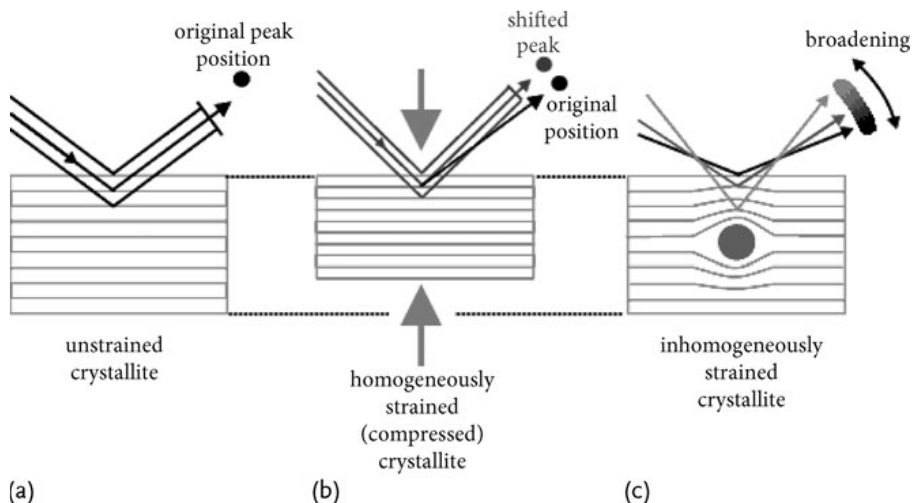 original peak
position
unstrained
crystallite
(a)
shifted
peak
original
position
homogeneously
strained
(compressed)
crystallite
(b)
broadening
inhomogeneously
strained
crystallite
(c)